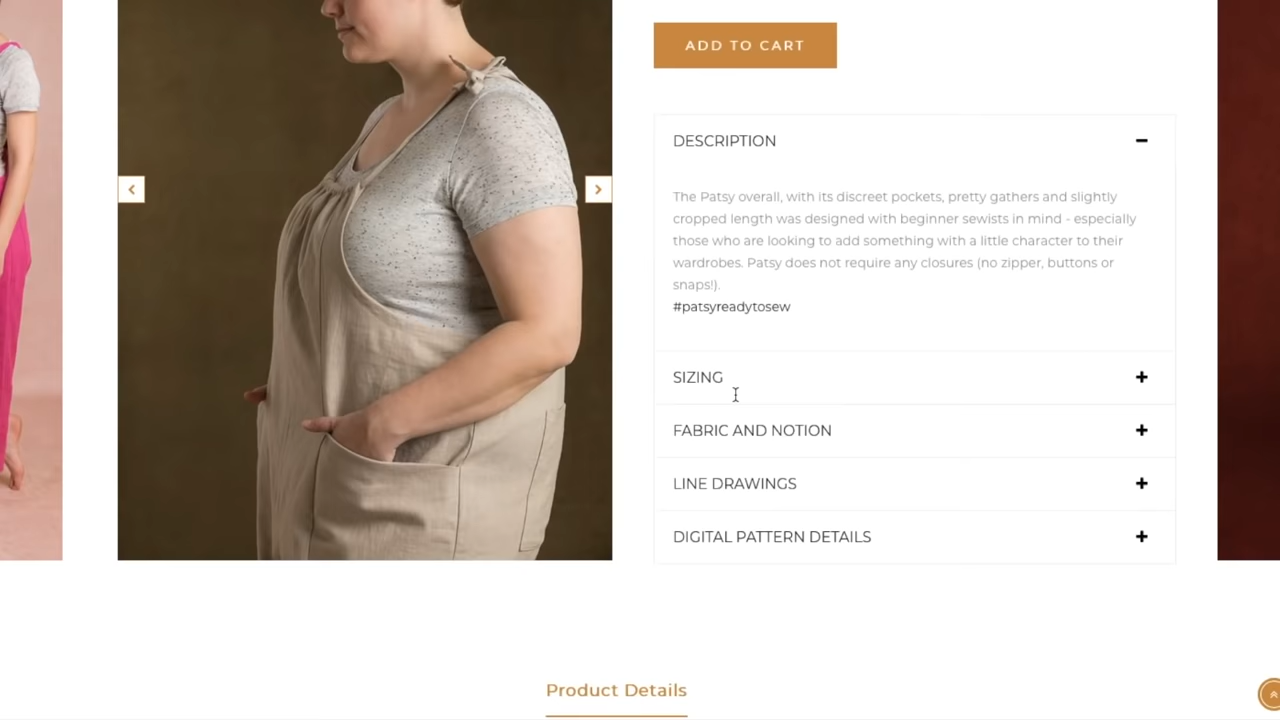 ADD TO CART
DESCRIPTION
The Patsy overall, with its discreet pockets, pretty gathers and slightly
cropped length was designed with beginner sewists in mind - especially
those who are looking to add something with a little character to their
wardrobes. Patsy does not require any closures (no zipper, buttons or
snaps!).
#patsyreadytosew
SIZING
FABRIC AND NOTION
LINE DRAWINGS
DIGITAL PATTERN DETAILS
Product Details